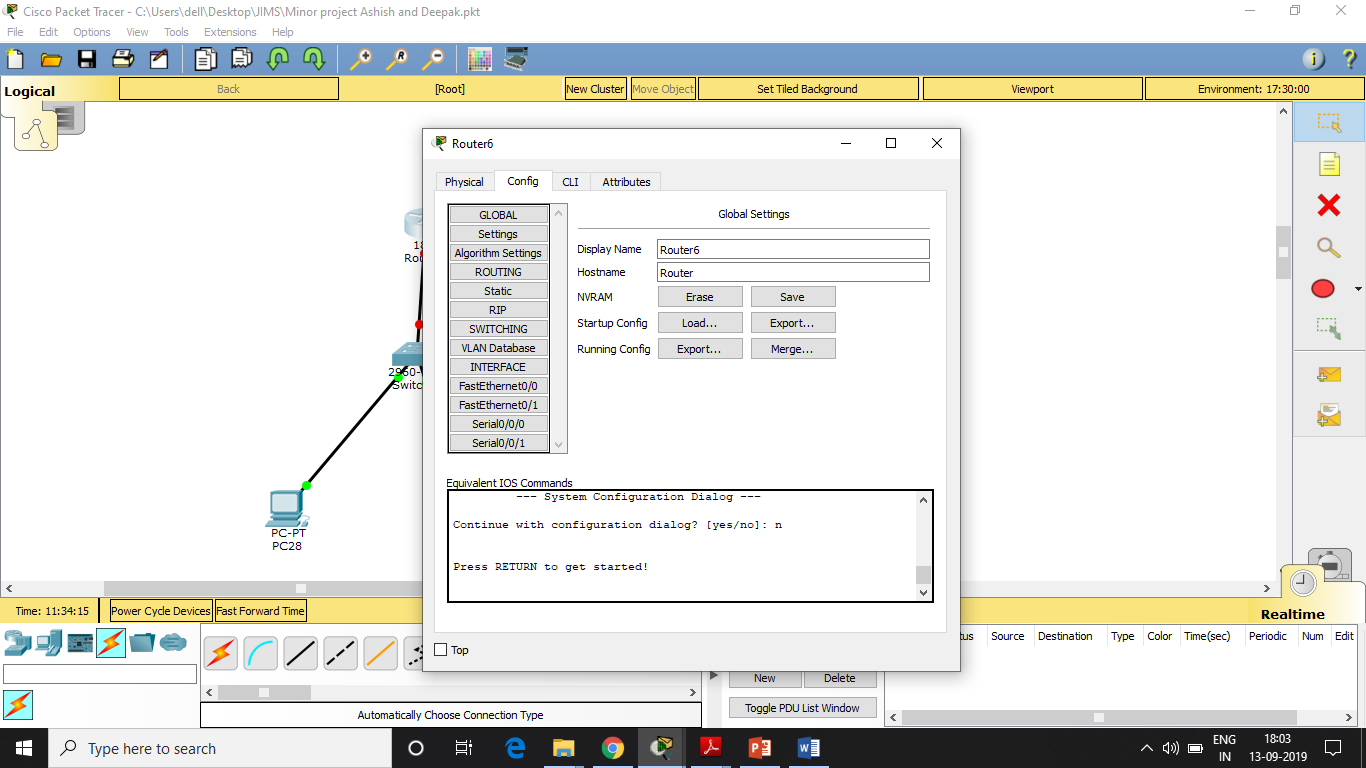 Cisco Packet Tracer - C:\Users\dell\Desktop\JIMS\Minor project Ashish and Deepak.pkt
File Edit Options View Tools Extensions Help
Logical Back [Root] New Cluster Move Object Set Tiled Background Viewport Environment: 17:30:00
Router6
Physical Config CLI Attributes
GLOBAL
Settings
Algorithm Settings
ROUTING
Static
RIP
SWITCHING
VLAN Database
INTERFACE
FastEthernet0/0
FastEthernet0/1
Serial0/0/0
Serial0/0/1
Global Settings
Display Name Router6
Hostname Router
NVRAM Erase Save
Startup Config Load... Export...
Running Config Export... Merge...
Equivalent IOS Commands
--- System Configuration Dialog ---
Continue with configuration dialog? [yes/no]: n
Press RETURN to get started!
Top
18
Rou
2960-
Switc
PC-PT
PC28
Time: 11:34:15 Power Cycle Devices Fast Forward Time
Realtime
tus Source Destination Type Color Time(sec) Periodic Num Edit
New Delete
Toggle PDU List Window
Automatically Choose Connection Type
Type here to search
ENG
IN
18:03
13-09-2019